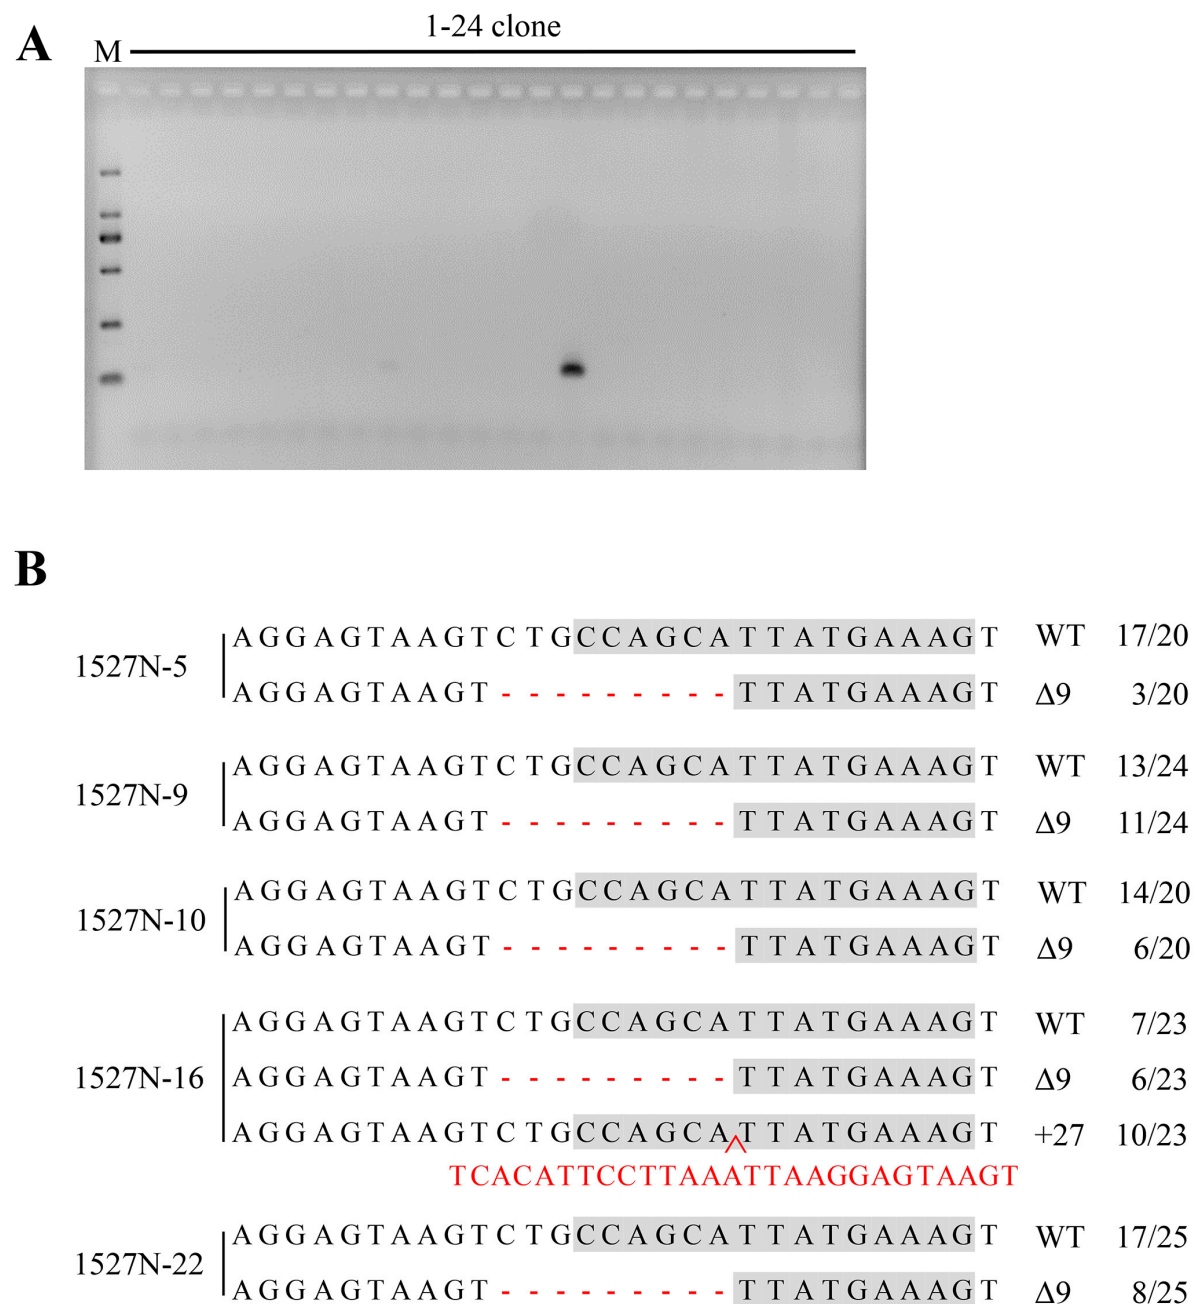 A
M
1-24 clone
B
1527N-5
AGGAGTAAGTCTGCCAGCATTATGAAAGT WT 17/20
AGGAGTAAGT---------TTATGAAAGT Δ9 3/20
1527N-9
AGGAGTAAGTCTGCCAGCATTATGAAAGT WT 13/24
AGGAGTAAGT---------TTATGAAAGT Δ9 11/24
1527N-10
AGGAGTAAGTCTGCCAGCATTATGAAAGT WT 14/20
AGGAGTAAGT---------TTATGAAAGT Δ9 6/20
1527N-16
AGGAGTAAGTCTGCCAGCATTATGAAAGT WT 7/23
AGGAGTAAGT---------TTATGAAAGT Δ9 6/23
AGGAGTAAGTCTGCCAGCATTATGAAAGT +27 10/23
TCACATTCCTTAAATTAAGGAGTAAGT
1527N-22
AGGAGTAAGTCTGCCAGCATTATGAAAGT WT 17/25
AGGAGTAAGT---------TTATGAAAGT Δ9 8/25